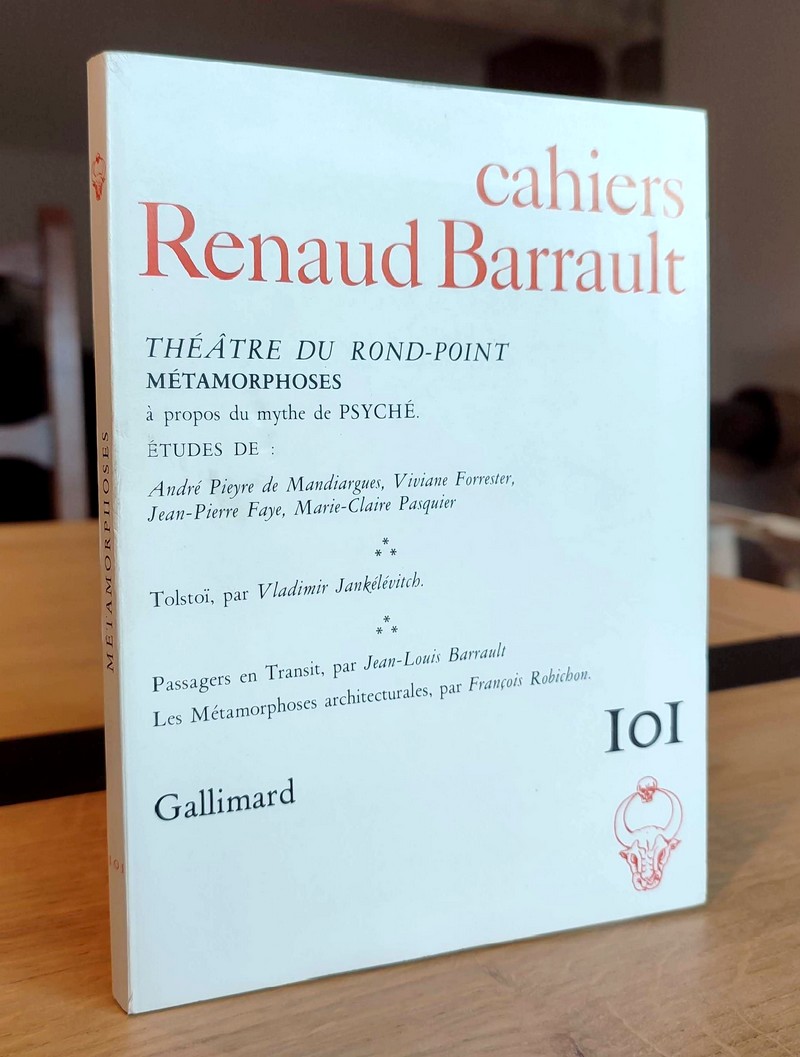 cahiers
Renaud Barrault
THÉÂTRE DU ROND-POINT
MÉTAMORPHOSES
à propos du mythe de PSYCHÉ.
ÉTUDES DE :
André Pieyre de Mandiargues, Viviane Forrester,
Jean-Pierre Faye, Marie-Claire Pasquier
***
Tolstoï, par Vladimir Jankélévitch.
***
Passagers en Transit, par Jean-Louis Barrault
Les Métamorphoses architecturales, par François Robichon.
101
Gallimard
MÉTAMORPHOSES
101